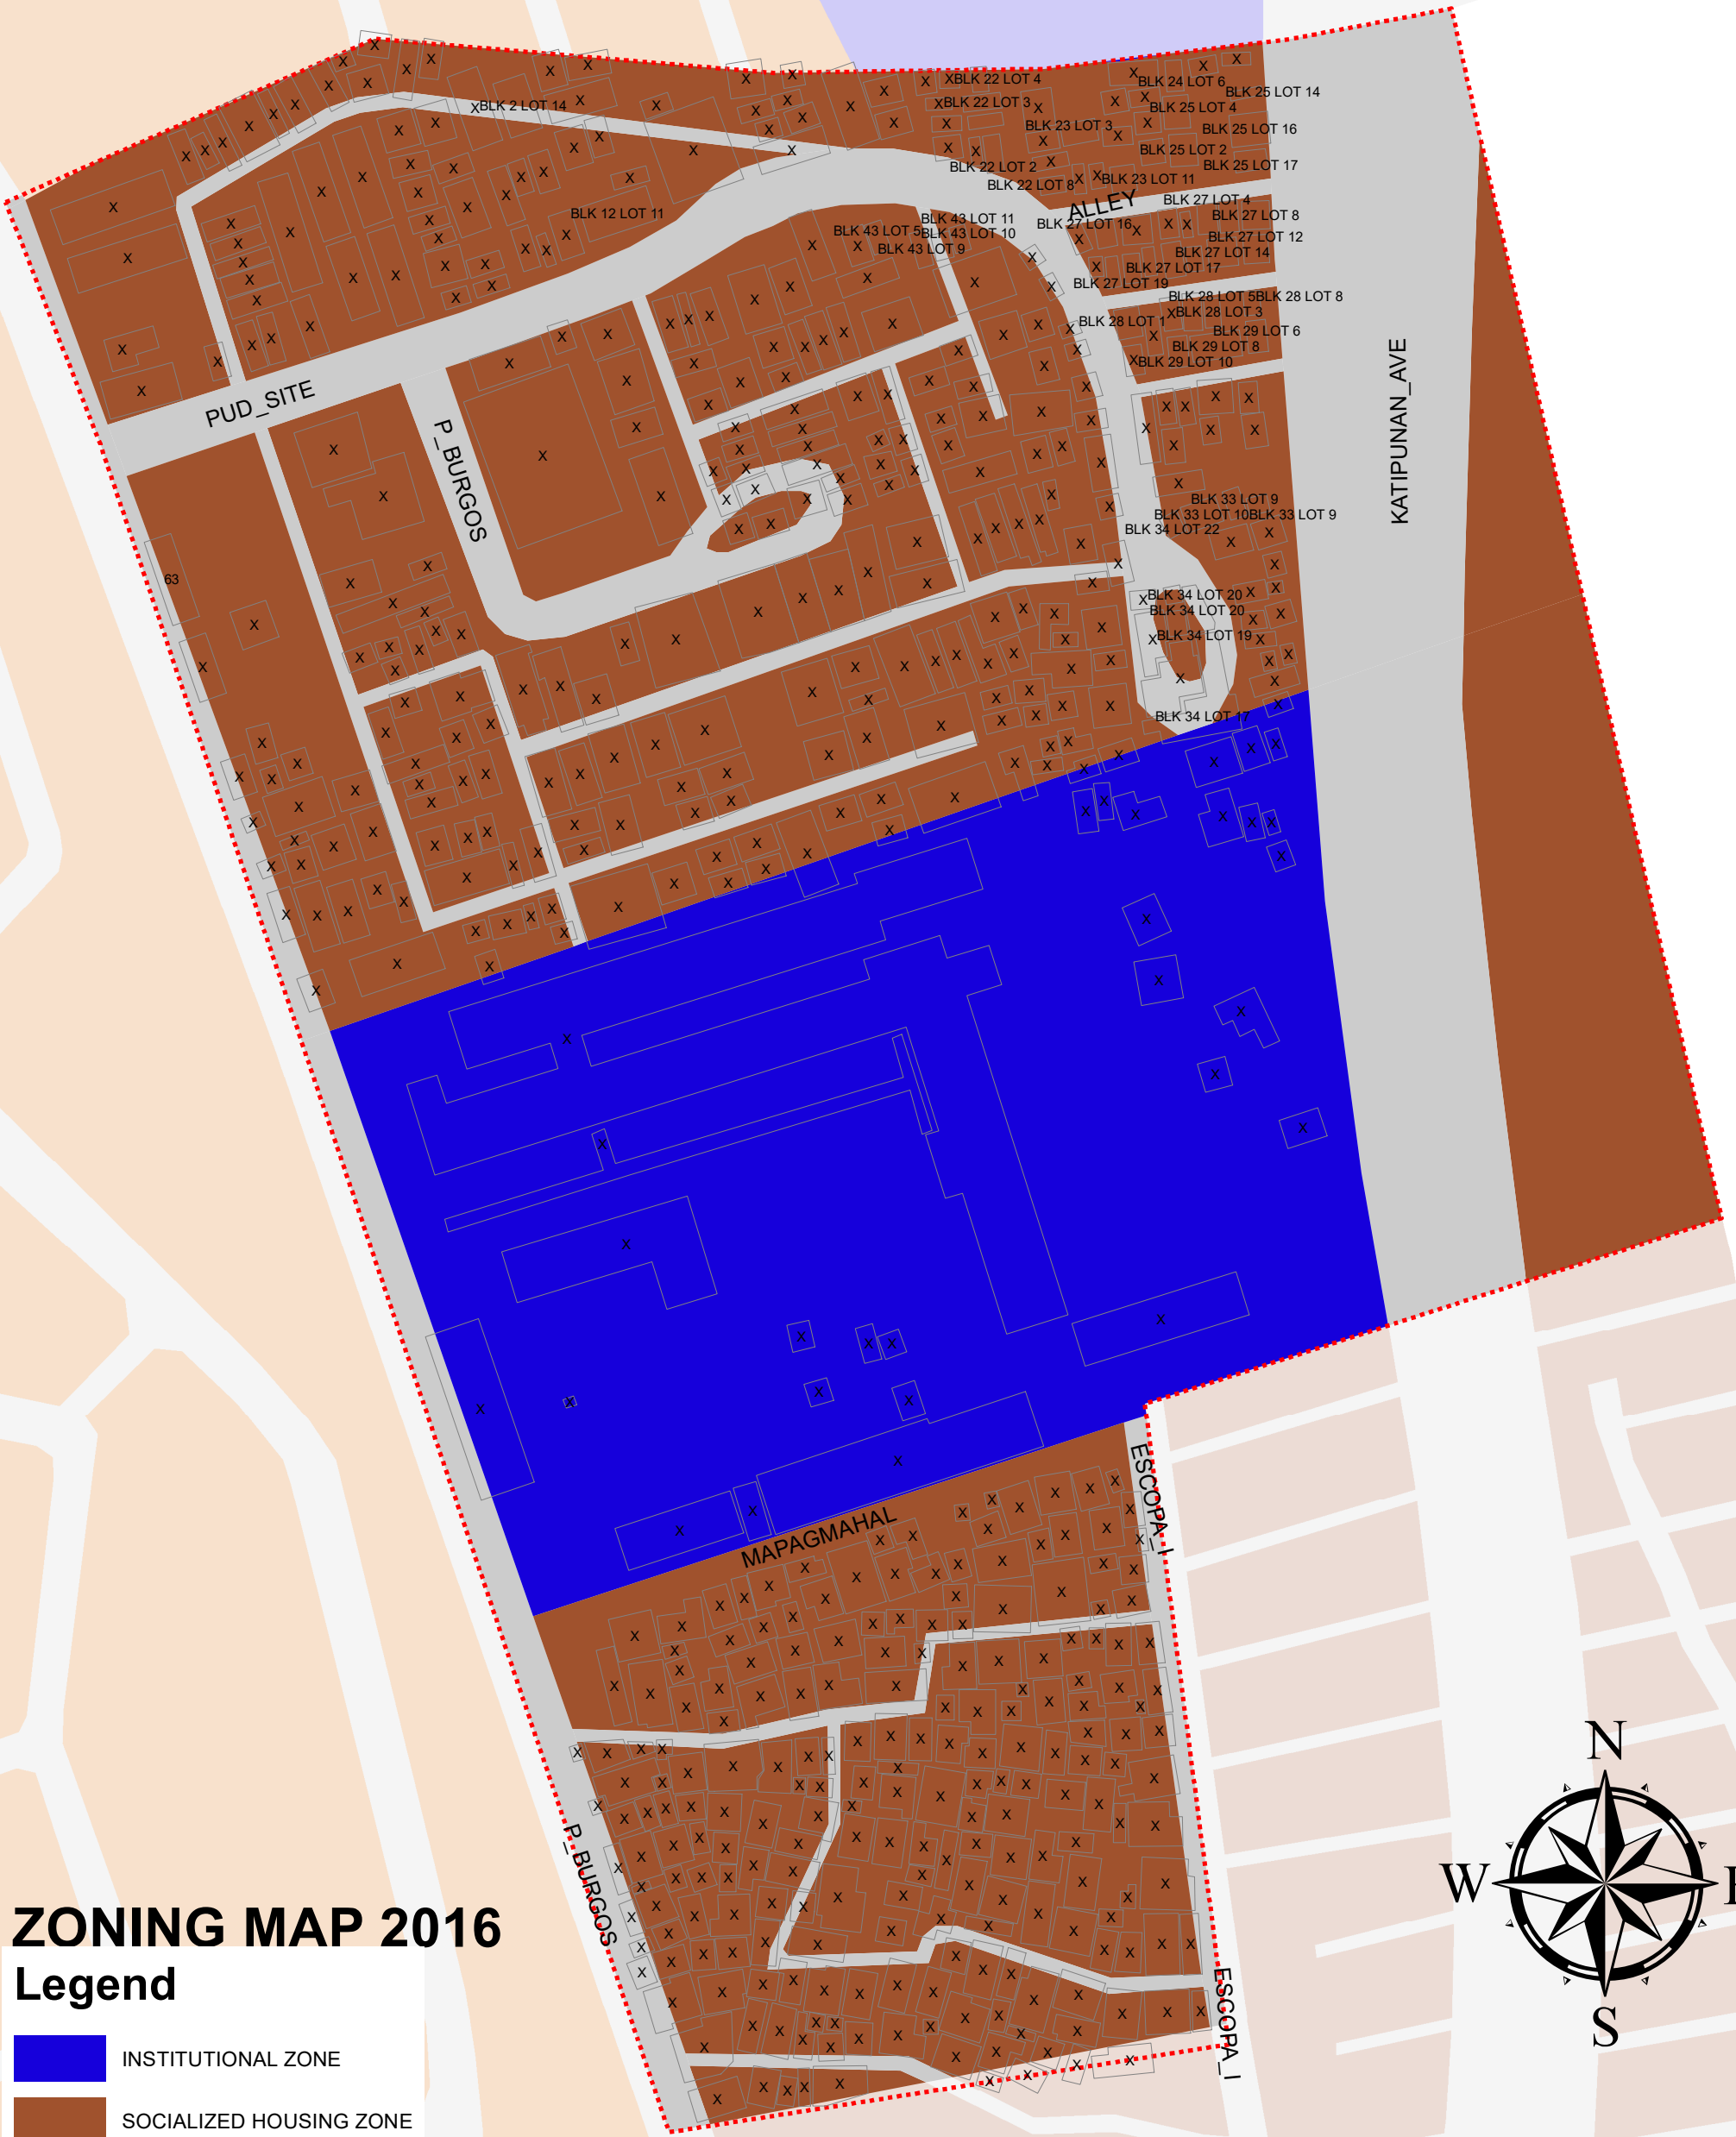 BLK 22 LOT 4
BLK 24 LOT 6
BLK 25 LOT 14
BLK 2 LOT 14
BLK 22 LOT 3
BLK 25 LOT 4
BLK 23 LOT 3
BLK 25 LOT 16
BLK 25 LOT 2
BLK 22 LOT 2
BLK 25 LOT 17
BLK 22 LOT 8
BLK 23 LOT 11
ALLEY
BLK 27 LOT 4
BLK 12 LOT 11
BLK 43 LOT 11
BLK 27 LOT 8
BLK 27 LOT 16
BLK 43 LOT 5
BLK 43 LOT 10
BLK 27 LOT 12
BLK 43 LOT 9
BLK 27 LOT 14
BLK 27 LOT 17
BLK 27 LOT 19
BLK 28 LOT 5
BLK 28 LOT 8
BLK 28 LOT 3
BLK 28 LOT 1
BLK 29 LOT 6
BLK 29 LOT 8
BLK 29 LOT 10
PUD_SITE
P_BURGOS
KATIPUNAN_AVE
BLK 33 LOT 9
BLK 33 LOT 10
BLK 33 LOT 9
BLK 34 LOT 22
63
BLK 34 LOT 20
BLK 34 LOT 20
BLK 34 LOT 19
BLK 34 LOT 17
ESCOPA_I
MAPAGMAHAL
P_BURGOS
ESCOPA_I
N
W
S
ZONING MAP 2016
Legend
INSTITUTIONAL ZONE
SOCIALIZED HOUSING ZONE